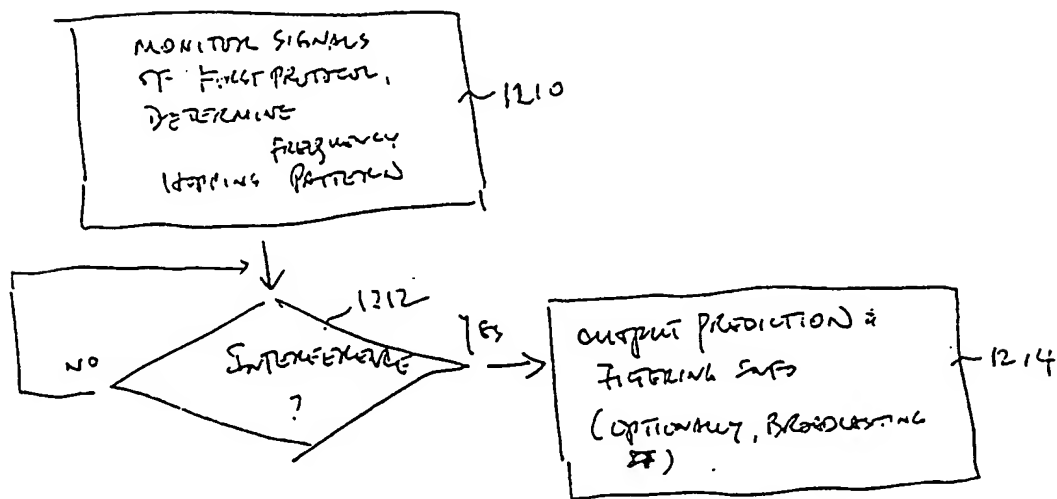 MONITOR SIGNALS
OF FIRST PROTOCOL,
DETERMINE
FREQUENCY
HOPPING PATTERN
1210
1212
INTERFERENCE
?
YES
NO
OUTPUT PREDICTION &
FILTERING INFO
(OPTIONALLY, BROADCASTING
)
1214